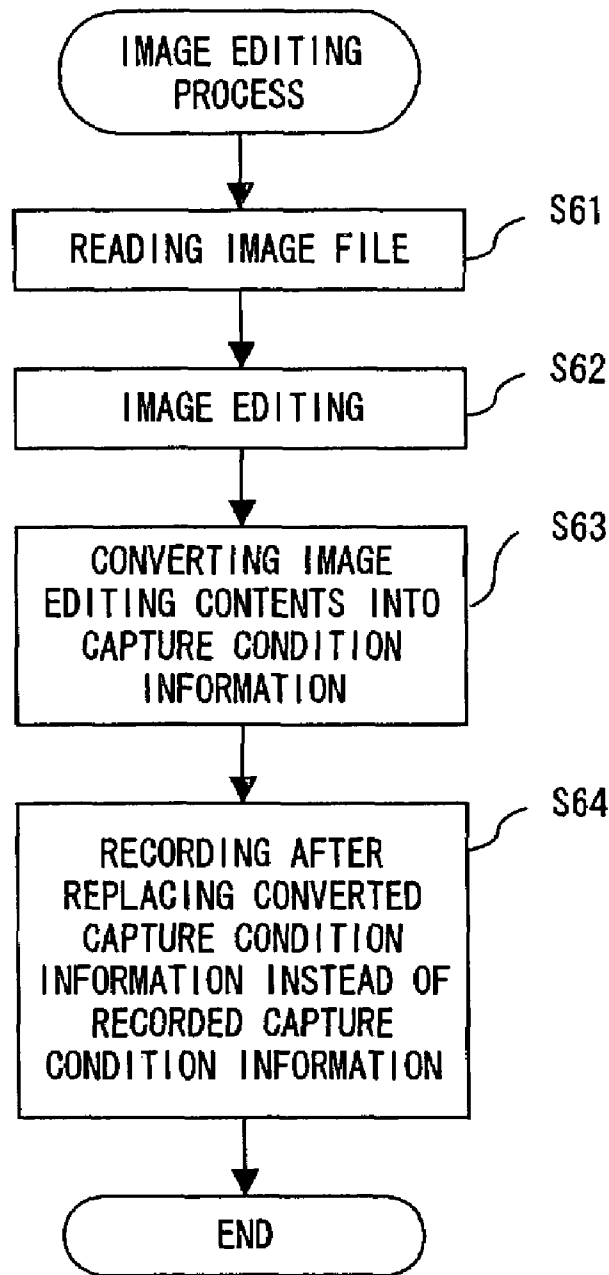 IMAGE EDITING
PROCESS
S61
READING IMAGE FILE
S62
IMAGE EDITING
S63
CONVERTING IMAGE
EDITING CONTENTS INTO
CAPTURE CONDITION
INFORMATION
S64
RECORDING AFTER
REPLACING CONVERTED
CAPTURE CONDITION
INFORMATION INSTEAD OF
RECORDED CAPTURE
CONDITION INFORMATION
END